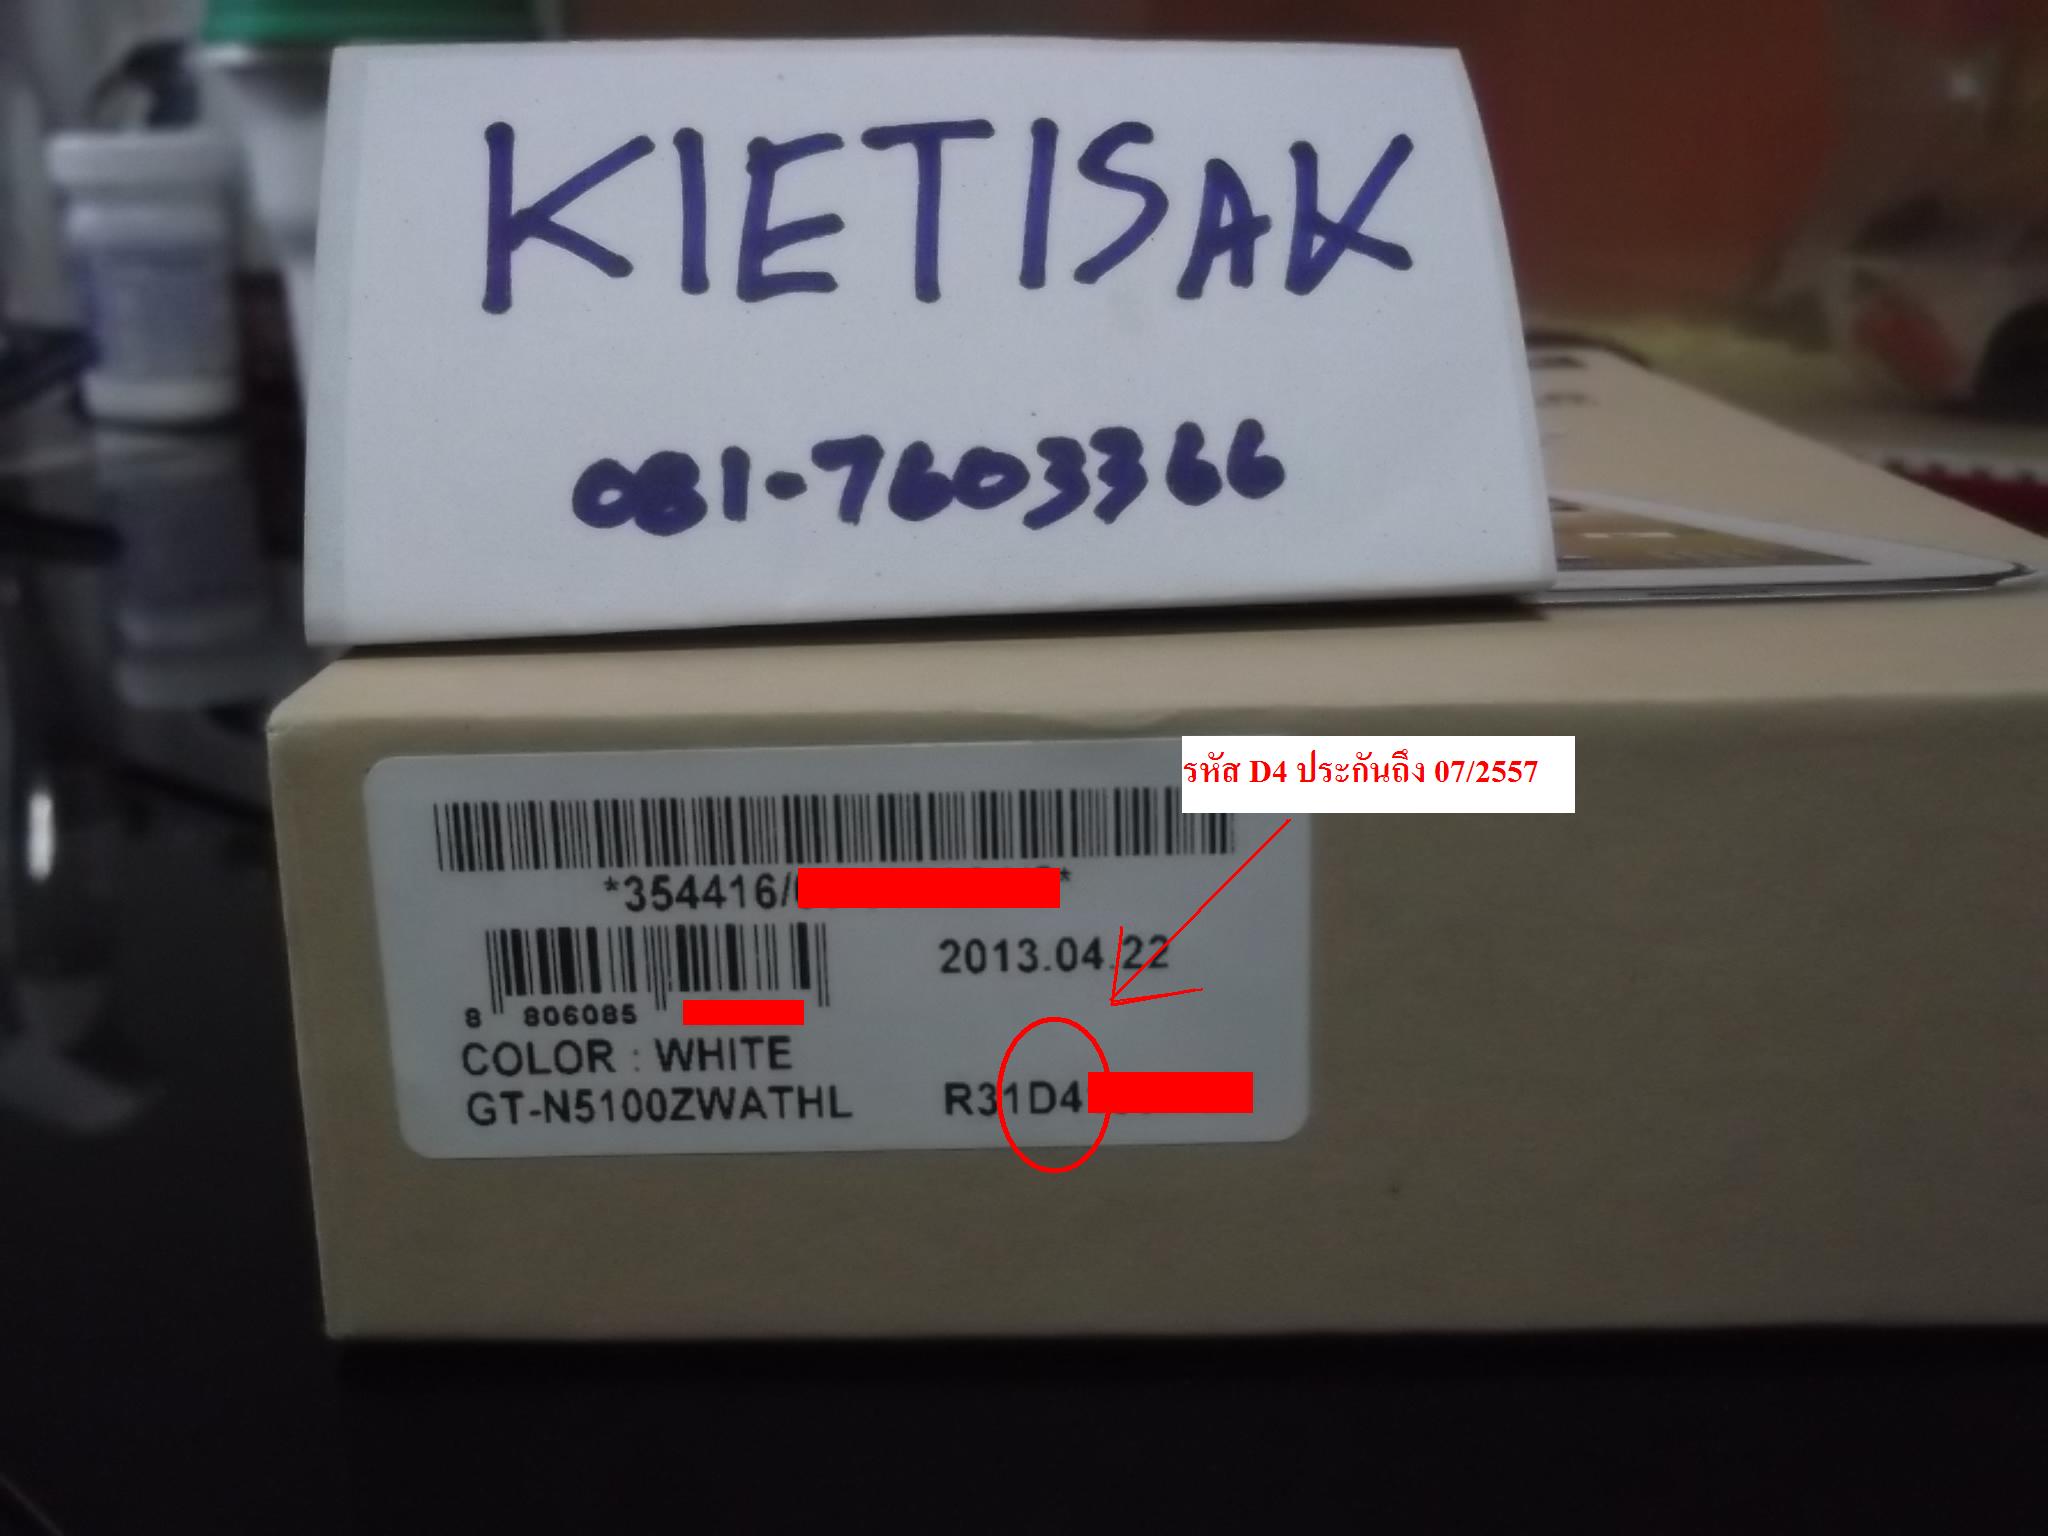 KIETISAK
081-7603366
รหัส D4 ประกันถึง 07/2557
*354416/ *
2013.04.22
8 806085
COLOR : WHITE
GT-N5100ZWATHL
R31D4